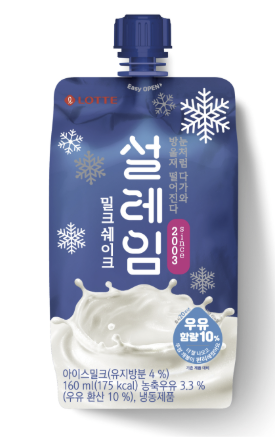 Easy OPEN
LOTTE
눈처럼 다가와
방울져 떨어진다
설레임
밀크쉐이크
since
2003
우유
함량 10%
아이스밀크(유지방분 4 %)
160 ml(175 kcal) 농축우유 3.3 %
(우유 환산 10 %), 냉동제품